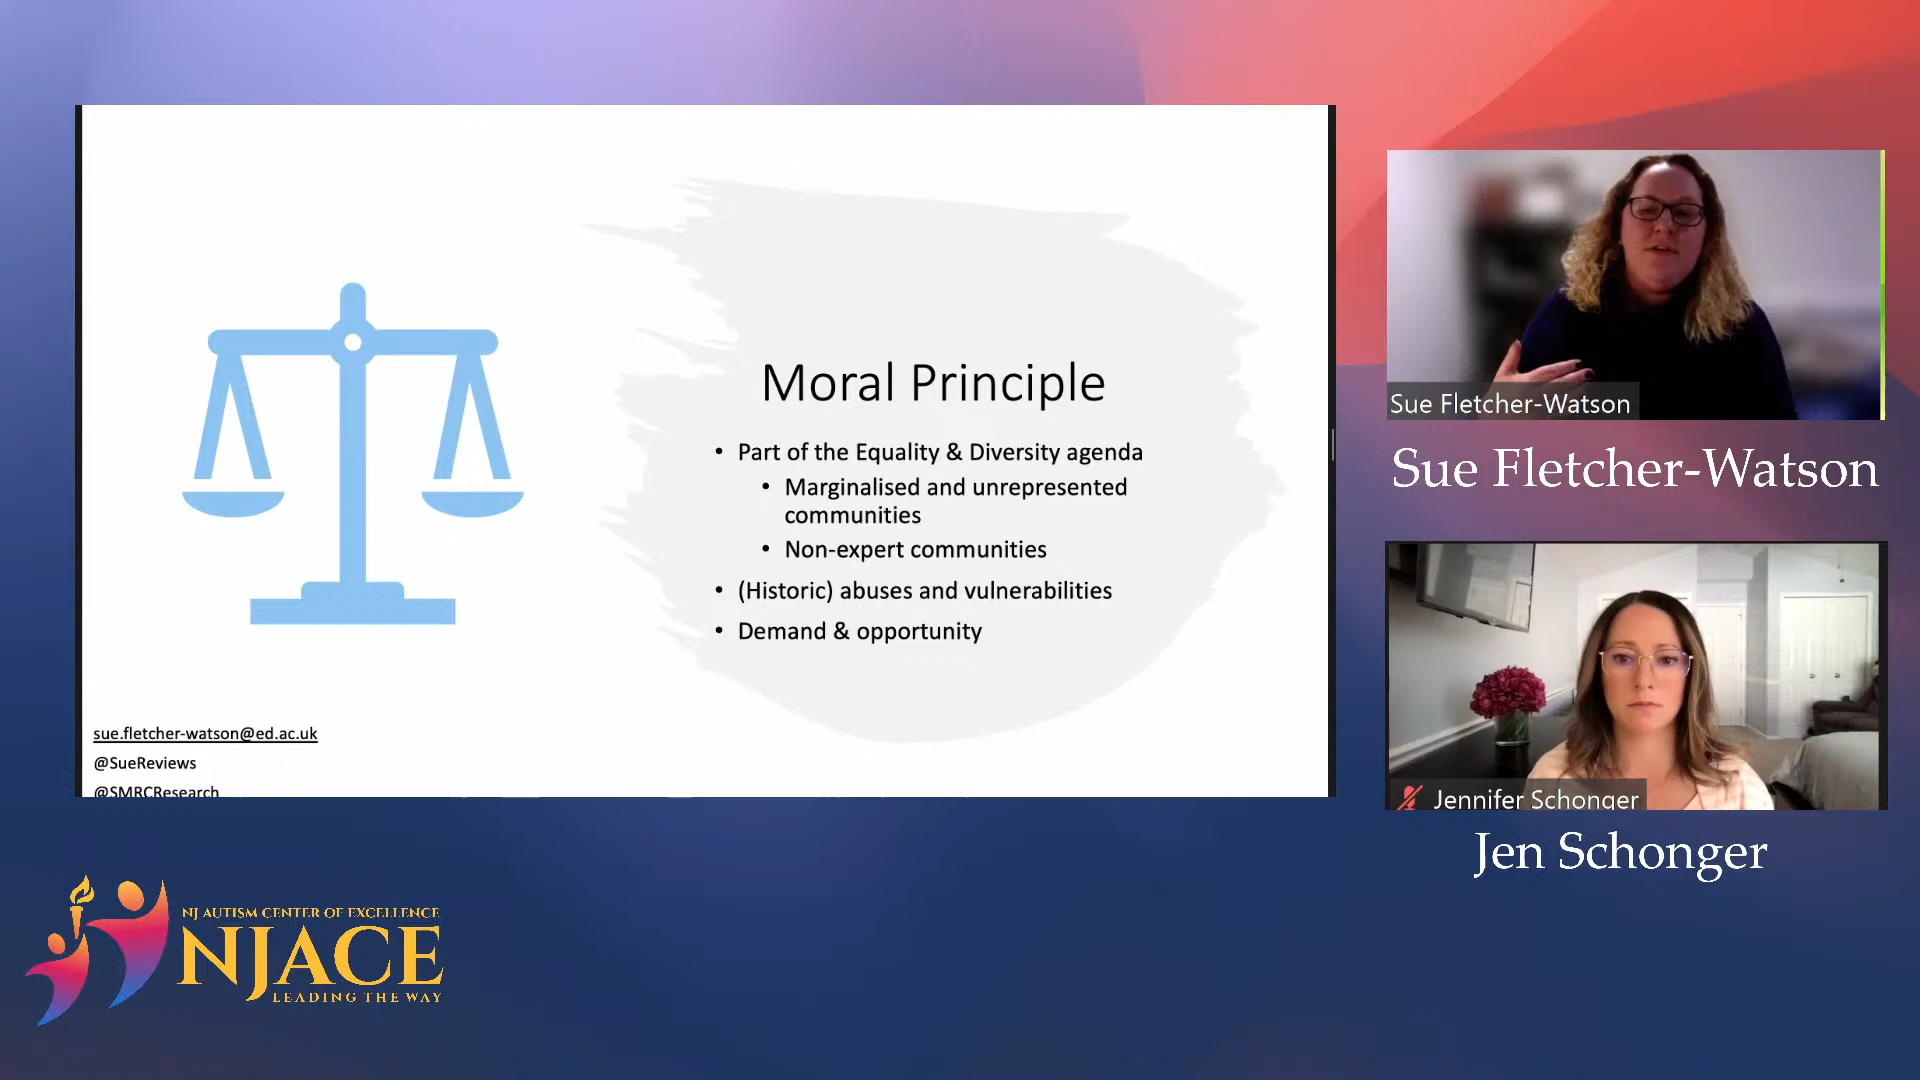 Moral Principle
• Part of the Equality & Diversity agenda
• Marginalised and unrepresented
communities
• Non-expert communities
• (Historic) abuses and vulnerabilities
• Demand & opportunity
sue.fletcher-watson@ed.ac.uk
@SueReviews
@SMRCResearch
Sue Fletcher-Watson
Sue Fletcher-Watson
Jennifer Schonger
Jen Schonger
NJ AUTISM CENTER OF EXCELLENCE
NJACE
LEADING THE WAY